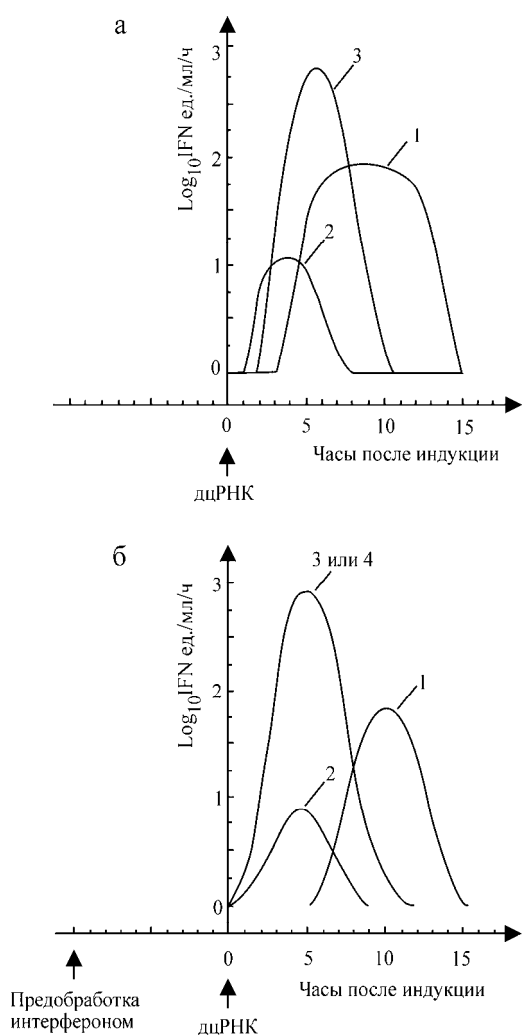 а
Log10IFN ед./мл/ч
3
2
1
0
3
1
2
0 5 10 15
Часы после индукции
дцРНК
б
Log10IFN ед./мл/ч
3
2
1
0
3 или 4
1
2
0 5 10 15
Часы после индукции
Предобработка
интерфероном
дцРНК